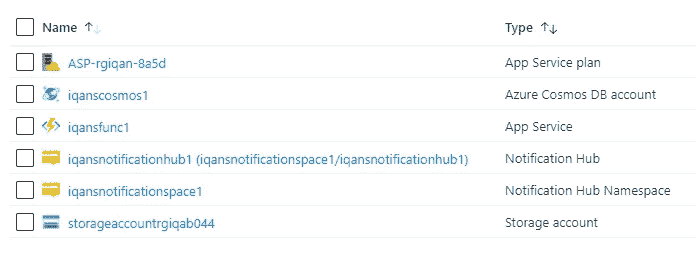 Name ↑↓ Type ↑↓
ASP-rgiqan-8a5d App Service plan
iqanscosmos1 Azure Cosmos DB account
iqansfunc1 App Service
iqansnotificationhub1 (iqansnotificationspace1/iqansnotificationhub1) Notification Hub
iqansnotificationspace1 Notification Hub Namespace
storageaccountrgiqab044 Storage account